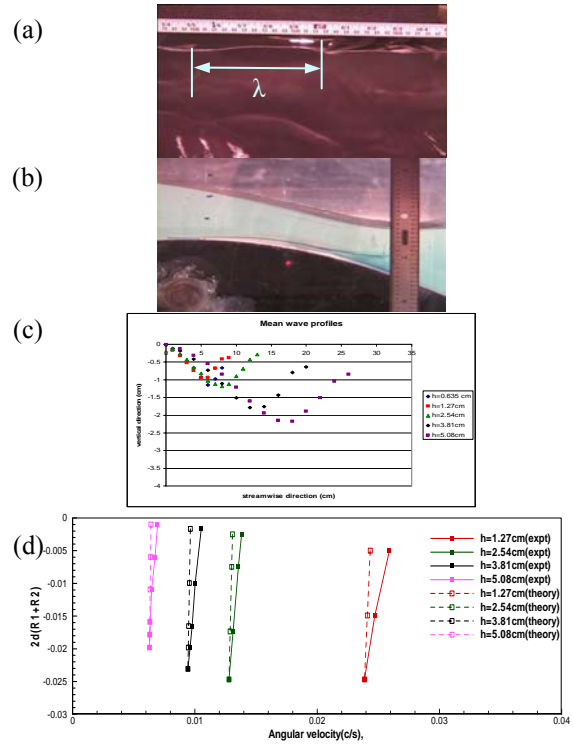 (a)
λ
(b)
(c)
Mean wave profiles
0 5 10 15 20 25 30 35
0
-0.5
-1
-1.5
-2
-2.5
-3
-3.5
-4
vertical direction (cm)
streamwise direction (cm)
h=0.635 cm
h=1.27cm
h=2.54cm
h=3.81cm
h=5.08cm
(d)
0
-0.005
-0.01
-0.015
-0.02
-0.025
-0.03
2d(R1+R2)
h=1.27cm(expt)
h=2.54cm(expt)
h=3.81cm(expt)
h=5.08cm(expt)
h=1.27cm(theory)
h=2.54cm(theory)
h=3.81cm(theory)
h=5.08cm(theory)
0 0.01 0.02 0.03 0.04
Angular velocity(c/s),